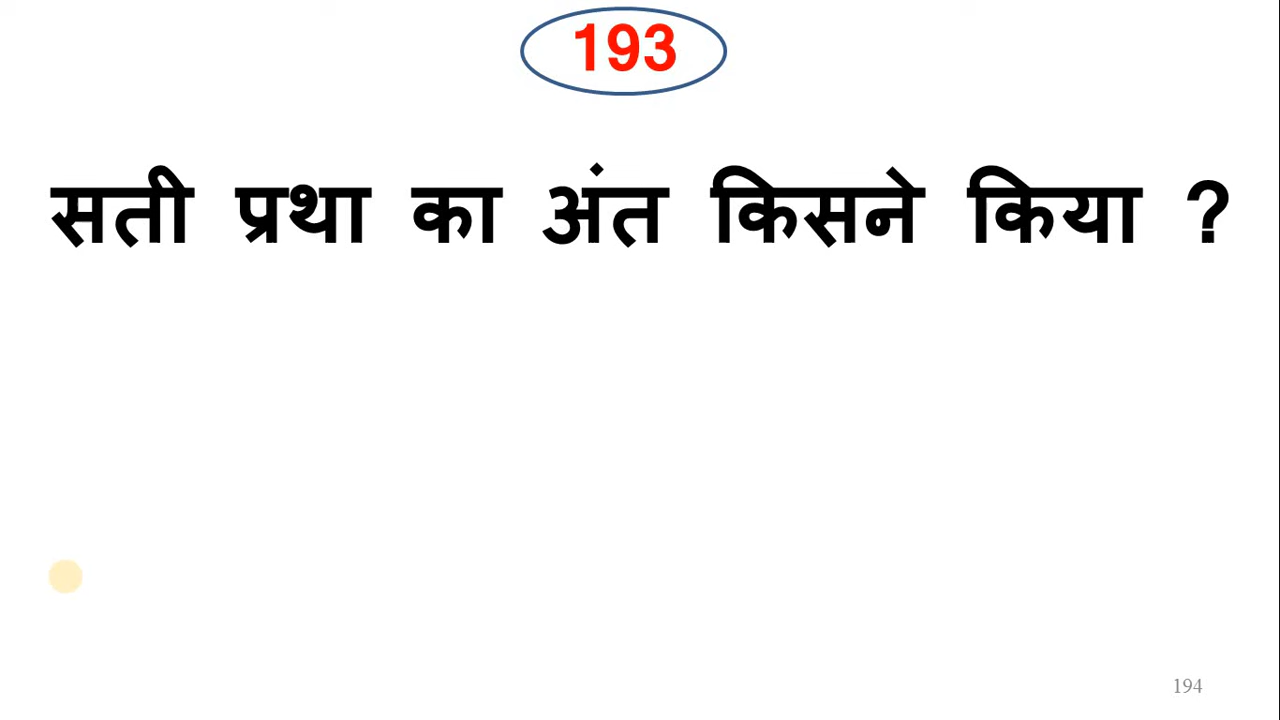 193
सती प्रथा का अंत किसने किया ?
194